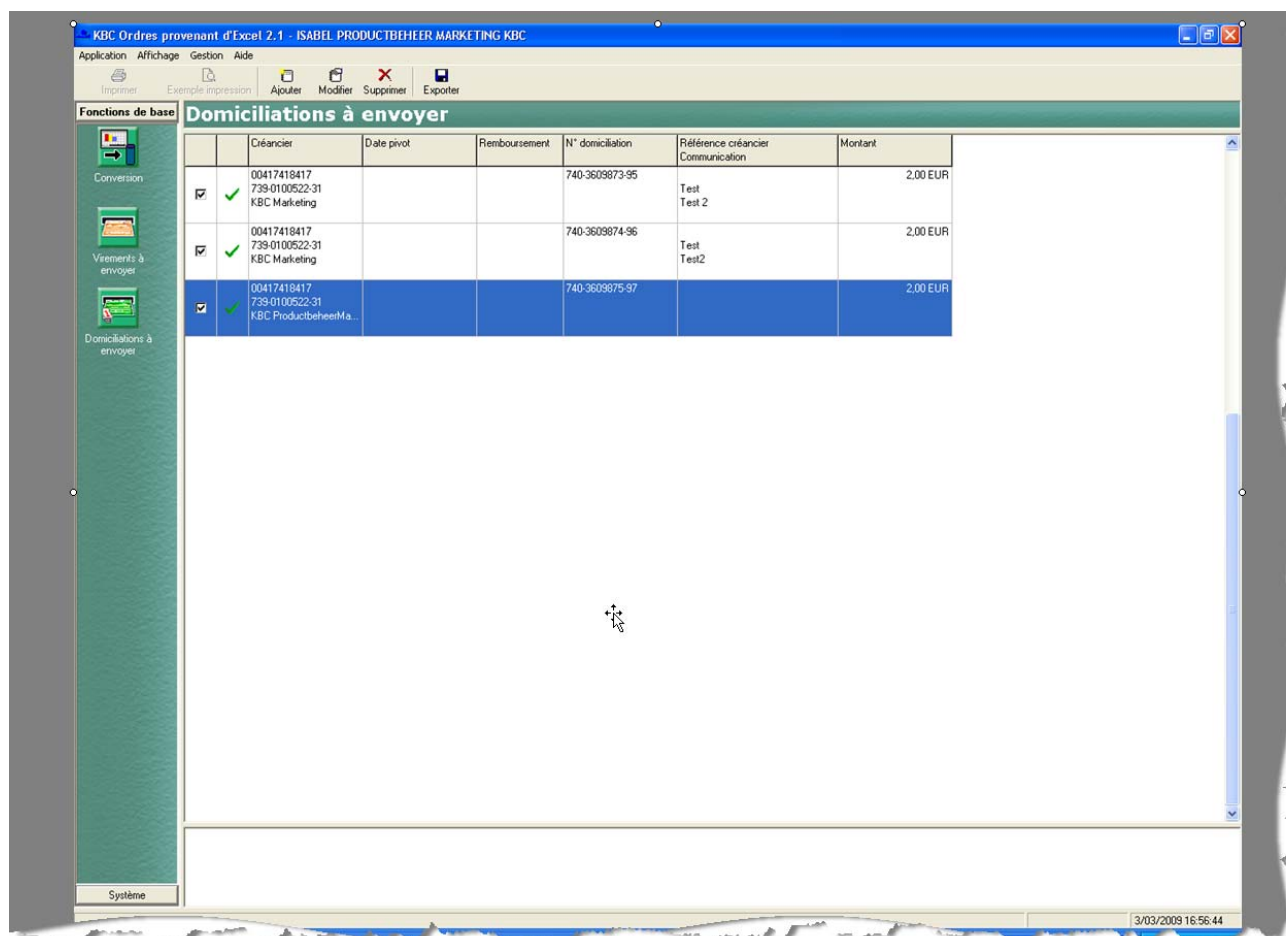 KBC Ordres provenant d'Excel 2.1 - ISABEL PRODUCTBEHEER MARKETING KBC
Application Affichage Gestion Aide
Imprimer Exemple impression Ajouter Modifier Supprimer Exporter
Fonctions de base
Domiciliations à envoyer
Conversion
Virements à
envoyer
Domiciliations à
envoyer
Système
Créancier Date pivot Remboursement N° domiciliation Référence créancier Montant
Communication
00417418417 740-3609873-95 2,00 EUR
739-0100522-31 Test
KBC Marketing Test 2
00417418417 740-3609874-96 2,00 EUR
739-0100522-31 Test
KBC Marketing Test2
00417418417 740-3609875-97 2,00 EUR
739-0100522-31
KBC ProductbeheerMa...
3/03/2009 16:56:44